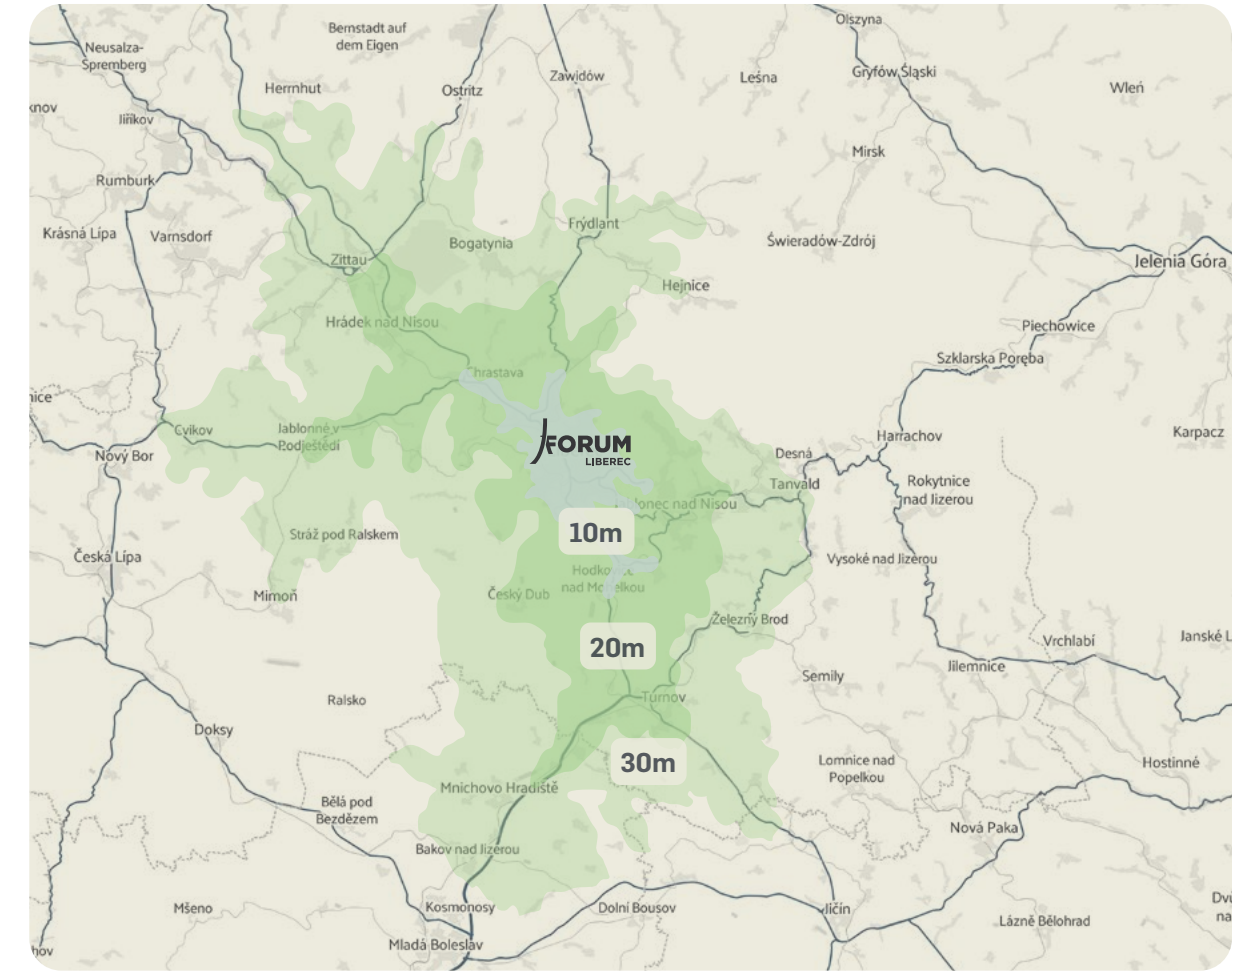 Bernstadt auf
dem Eigen
Olszyna
Neusalza-
Spremberg
Zawidów
Leśna
Gryfów Śląski
Wleń
Herrnhut
Ostritz
Jiříkov
Mirsk
Rumburk
Krásná Lípa
Varnsdorf
Frýdlant
Bogatynia
Świeradów-Zdrój
Zittau
Jelenia Góra
Hejnice
Hrádek nad Nisou
Piechowice
Szklarska Poręba
Chrastava
Cvikov
Jablonné v
Podještědí
FORUM
LIBEREC
Harrachov
Karpacz
Nový Bor
Desná
Tanvald
Rokytnice
nad Jizerou
onec nad Nisou
10m
Stráž pod Ralskem
Česká Lípa
Vysoké nad Jizerou
Mimoň
Český Dub
Železný Brod
20m
Vrchlabí
Janské L
Jilemnice
Semily
Ralsko
Turnov
Doksy
30m
Lomnice nad
Popelkou
Hostinné
Mnichovo Hradiště
Bělá pod
Bezdězem
Nová Paka
Bakov nad Jizerou
Mšeno
Kosmonosy
Dolní Bousov
Jičín
Lázně Bělohrad
Dvů
na
Mladá Boleslav